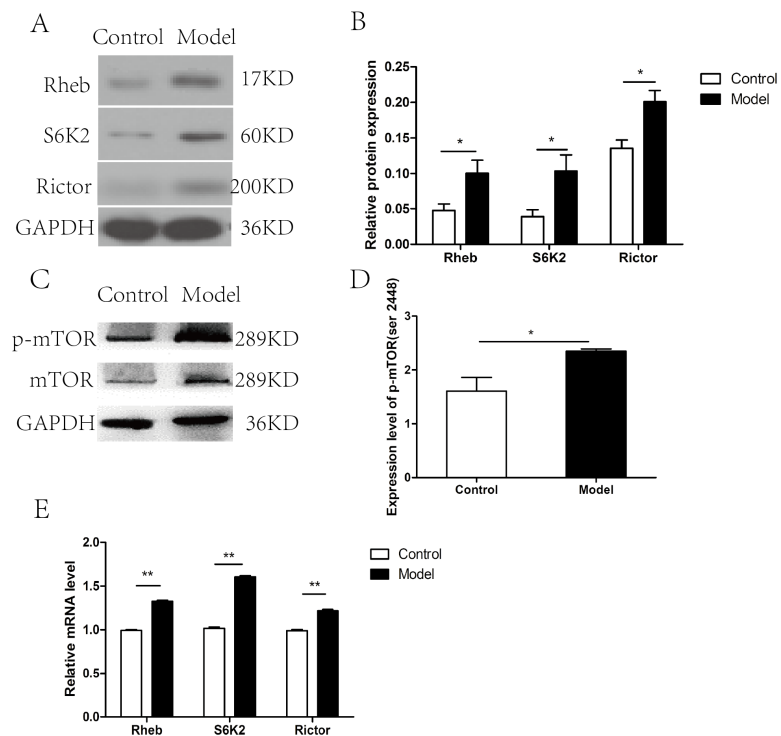 A
Control Model
Rheb 17KD
S6K2 60KD
Rictor 200KD
GAPDH 36KD
B
Relative protein expression
0.25
0.20
0.15
0.10
0.05
0.00
* * *
Rheb S6K2 Rictor
Control
Model
C
Control Model
p-mTOR 289KD
mTOR 289KD
GAPDH 36KD
D
Expression level of p-mTOR(ser 2448)
3
2
1
0
*
Control Model
E
Relative mRNA level
2.0
1.5
1.0
0.5
0.0
** ** **
Rheb S6K2 Rictor
Control
Model